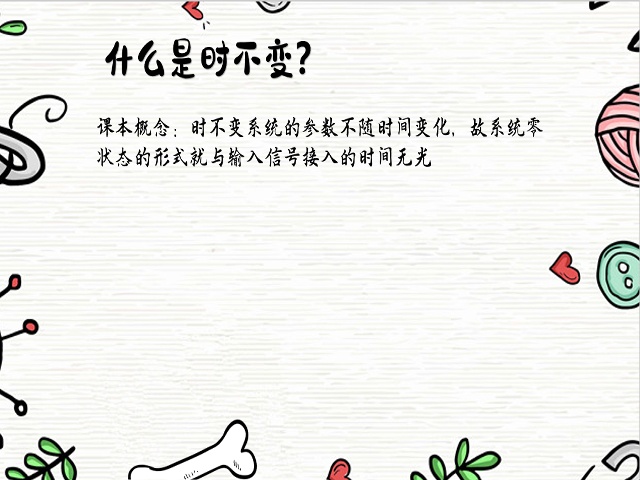 什么是时不变?
课本概念：时不变系统的参数不随时间变化，故系统零
状态的形式就与输入信号接入的时间无光